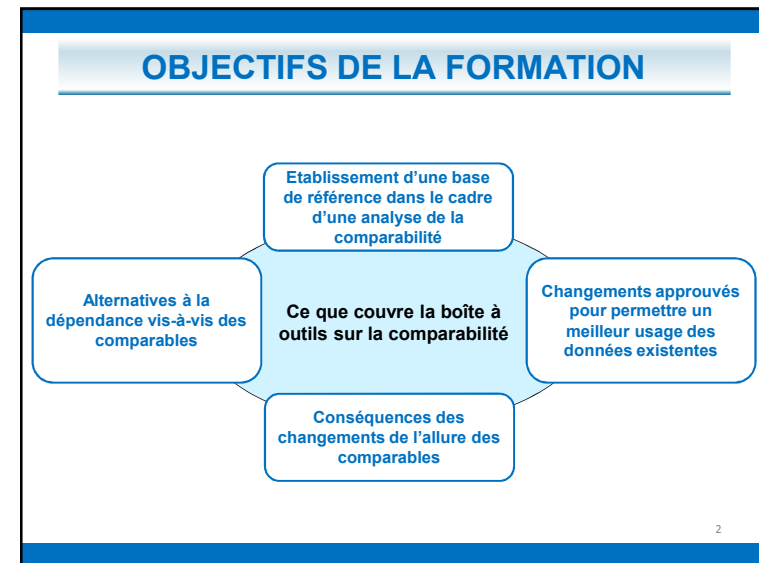 OBJECTIFS DE LA FORMATION
Etablissement d’une base
de référence dans le cadre
d’une analyse de la
comparabilité
Alternatives à la
dépendance vis-à-vis des
comparables
Ce que couvre la boîte à
outils sur la comparabilité
Changements approuvés
pour permettre un
meilleur usage des
données existentes
Conséquences des
changements de l’allure des
comparables
2